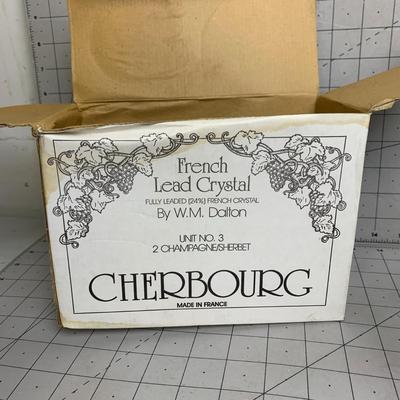 French
Lead Crystal
FULLY LEADED (24%) FRENCH CRYSTAL
By W.M. Dalton
UNIT NO. 3
2 CHAMPAGNE/SHERBET
CHERBOURG
MADE IN FRANCE